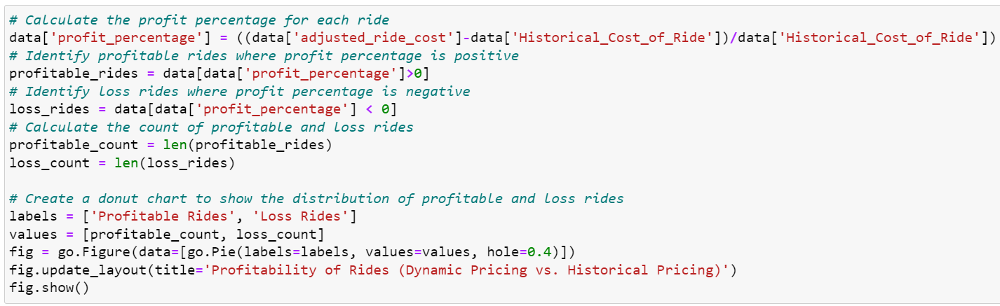 # Calculate the profit percentage for each ride
data['profit_percentage'] = ((data['adjusted_ride_cost']-data['Historical_Cost_of_Ride'])/data['Historical_Cost_of_Ride'])
# Identify profitable rides where profit percentage is positive
profitable_rides = data[data['profit_percentage']>0]
# Identify loss rides where profit percentage is negative
loss_rides = data[data['profit_percentage'] < 0]
# Calculate the count of profitable and loss rides
profitable_count = len(profitable_rides)
loss_count = len(loss_rides)

# Create a donut chart to show the distribution of profitable and loss rides
labels = ['Profitable Rides', 'Loss Rides']
values = [profitable_count, loss_count]
fig = go.Figure(data=[go.Pie(labels=labels, values=values, hole=0.4)])
fig.update_layout(title='Profitability of Rides (Dynamic Pricing vs. Historical Pricing)')
fig.show()